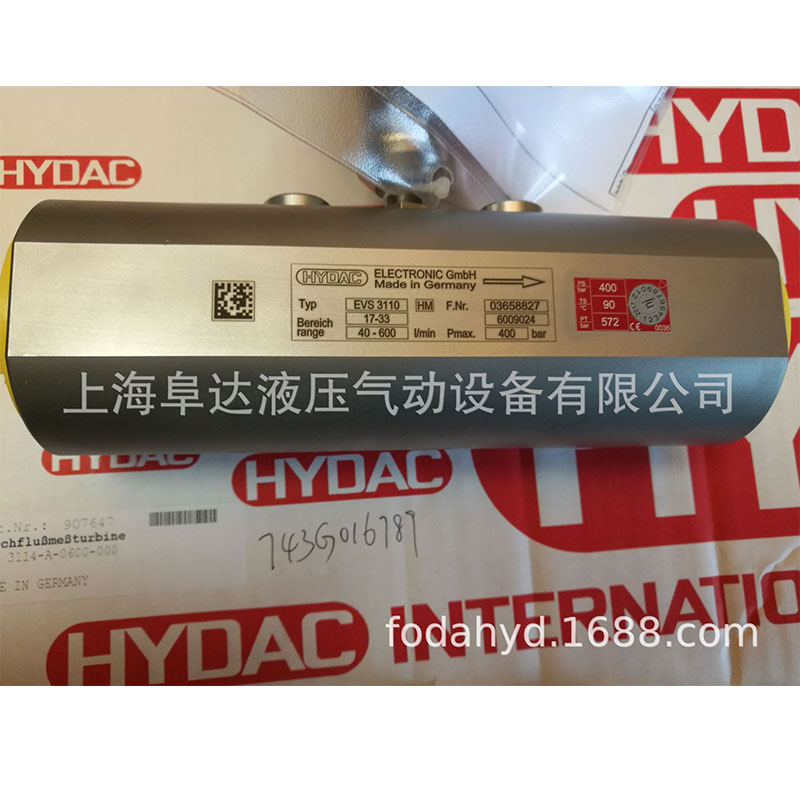 HYDAC
HYD
HYDAC
ELECTRONIC GmbH
Made in Germany
Typ EVS 3110 HM F.Nr. 03658827
Bereich 17-33 6009024
range 40 - 600 l/min Pmax. 400 bar
PS bar 400
TS °C 90
PT bar 572
CE 0036
上海阜达液压气动设备有限公司
HYDAC
.Nr.: 907647
chflußmeßturbine
3114-A-0600-000
E IN GERMANY
743G016789
fodahyd.1688.com
HYDAC INTERNATIO